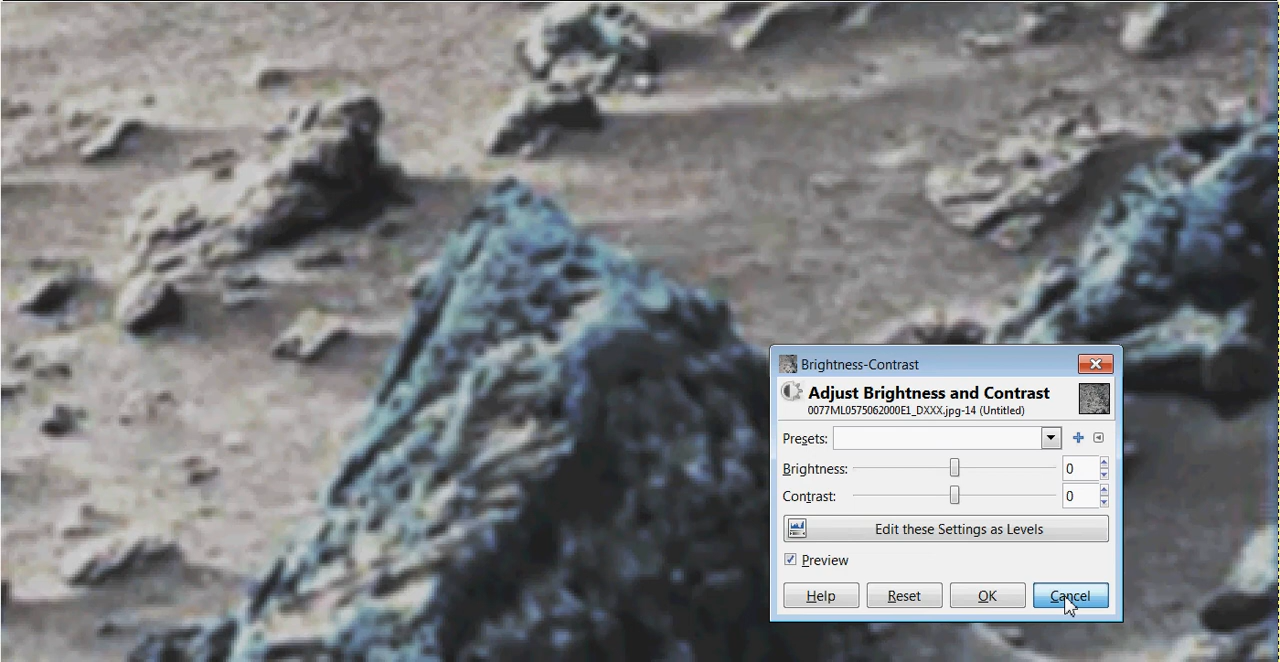 Brightness-Contrast
Adjust Brightness and Contrast
0077ML0575062000E1_DXXX.jpg-14 (Untitled)
Presets:
Brightness: 0
Contrast: 0
Edit these Settings as Levels
Preview
Help Reset OK Cancel